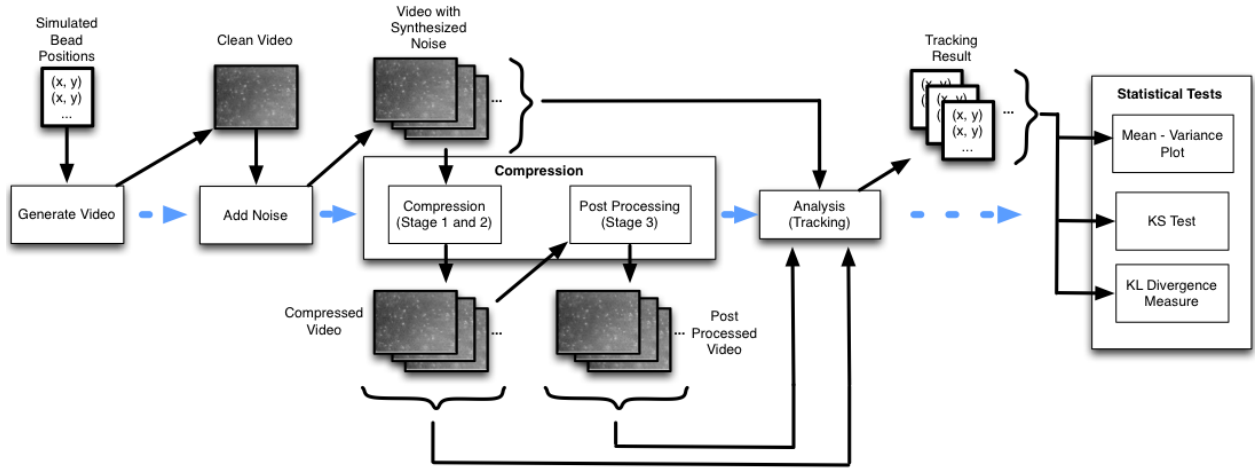 Simulated
Bead
Positions
(x, y)
(x, y)
...
Generate Video
Clean Video
Add Noise
Video with
Synthesized
Noise
...
Compression
Compression
(Stage 1 and 2)
Post Processing
(Stage 3)
Compressed
Video
...
...
Post
Processed
Video
Analysis
(Tracking)
Tracking
Result
(x, y)
(x, y)
(x, y)
(x, y)
...
...
Statistical Tests
Mean - Variance
Plot
KS Test
KL Divergence
Measure